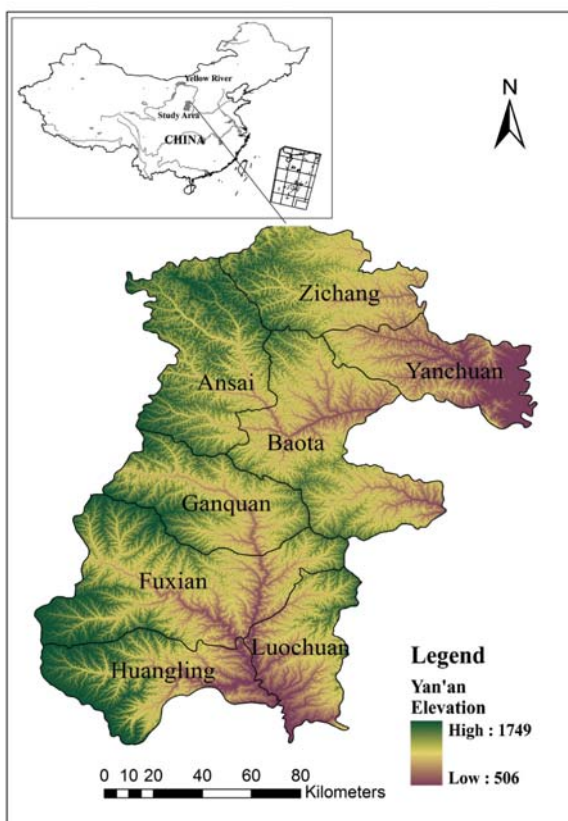 Yellow River
Study Area
CHINA
N
Zichang
Yanchuan
Ansai
Baota
Ganquan
Fuxian
Luochuan
Huangling
Legend
Yan'an
Elevation
High : 1749
Low : 506
0 10 20 40 60 80
Kilometers